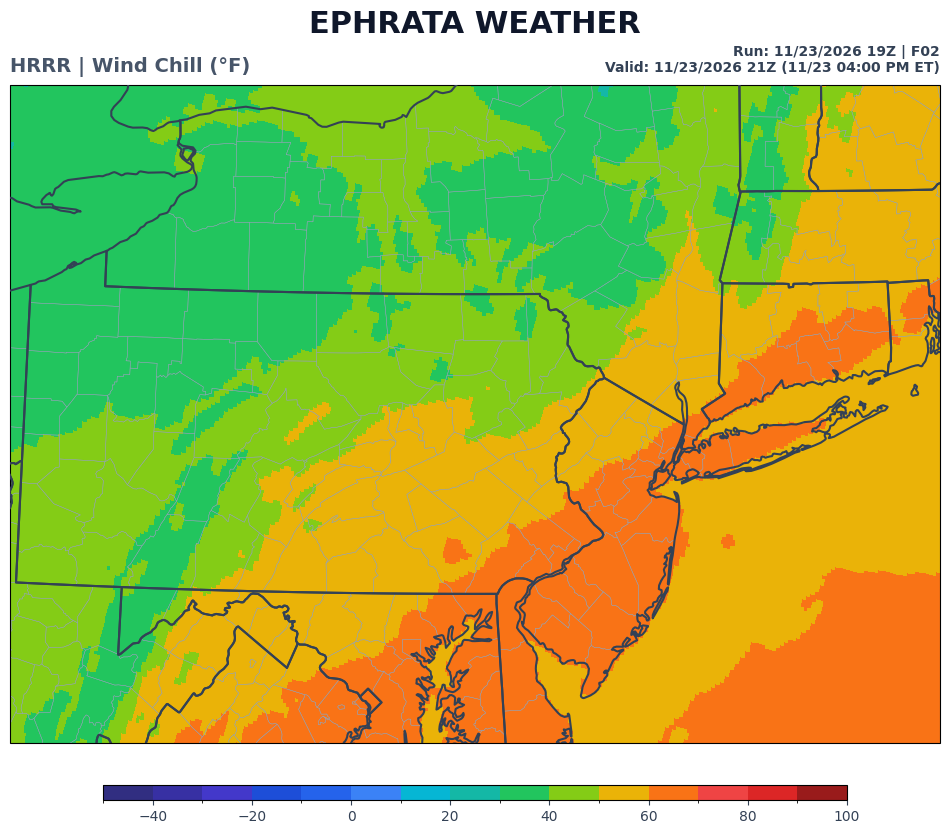 EPHRATA WEATHER
HRRR | Wind Chill (°F)
Run: 11/23/2026 19Z | F02
Valid: 11/23/2026 21Z (11/23 04:00 PM ET)
−40 −20 0 20 40 60 80 100